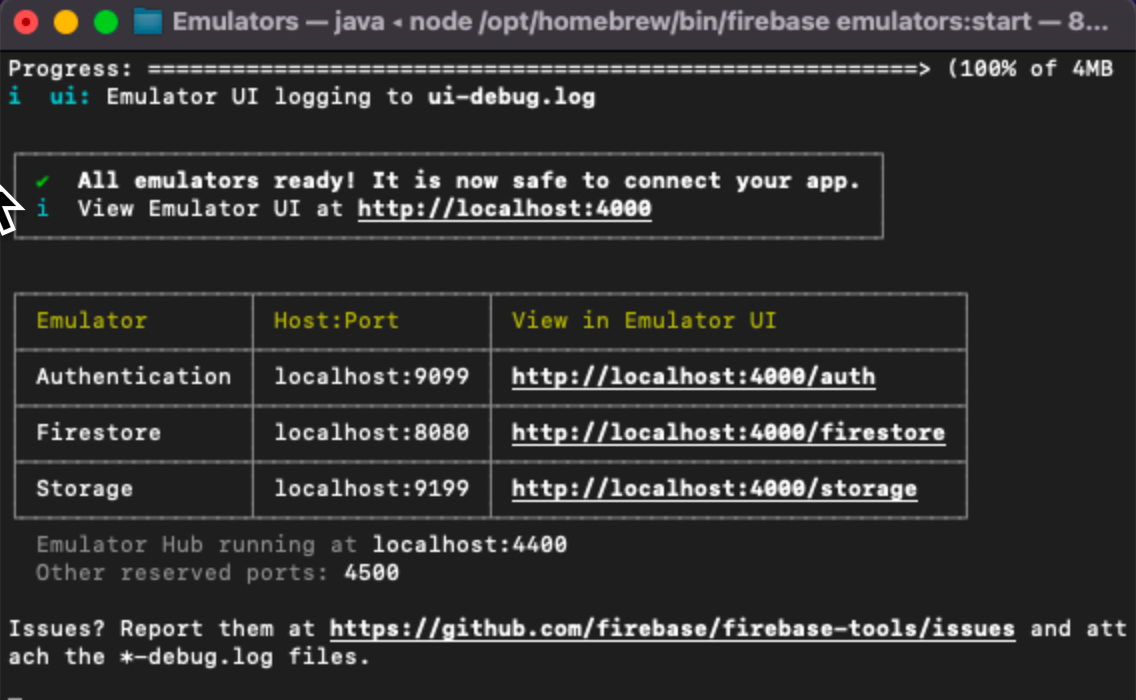 Emulators — java ◂ node /opt/homebrew/bin/firebase emulators:start — 8...
Progress: =======================================================> (100% of 4MB
i  ui: Emulator UI logging to ui-debug.log
✔  All emulators ready! It is now safe to connect your app.
i  View Emulator UI at http://localhost:4000
Emulator Host:Port View in Emulator UI
Authentication localhost:9099 http://localhost:4000/auth
Firestore localhost:8080 http://localhost:4000/firestore
Storage localhost:9199 http://localhost:4000/storage
Emulator Hub running at localhost:4400
Other reserved ports: 4500
Issues? Report them at https://github.com/firebase/firebase-tools/issues and att
ach the *-debug.log files.